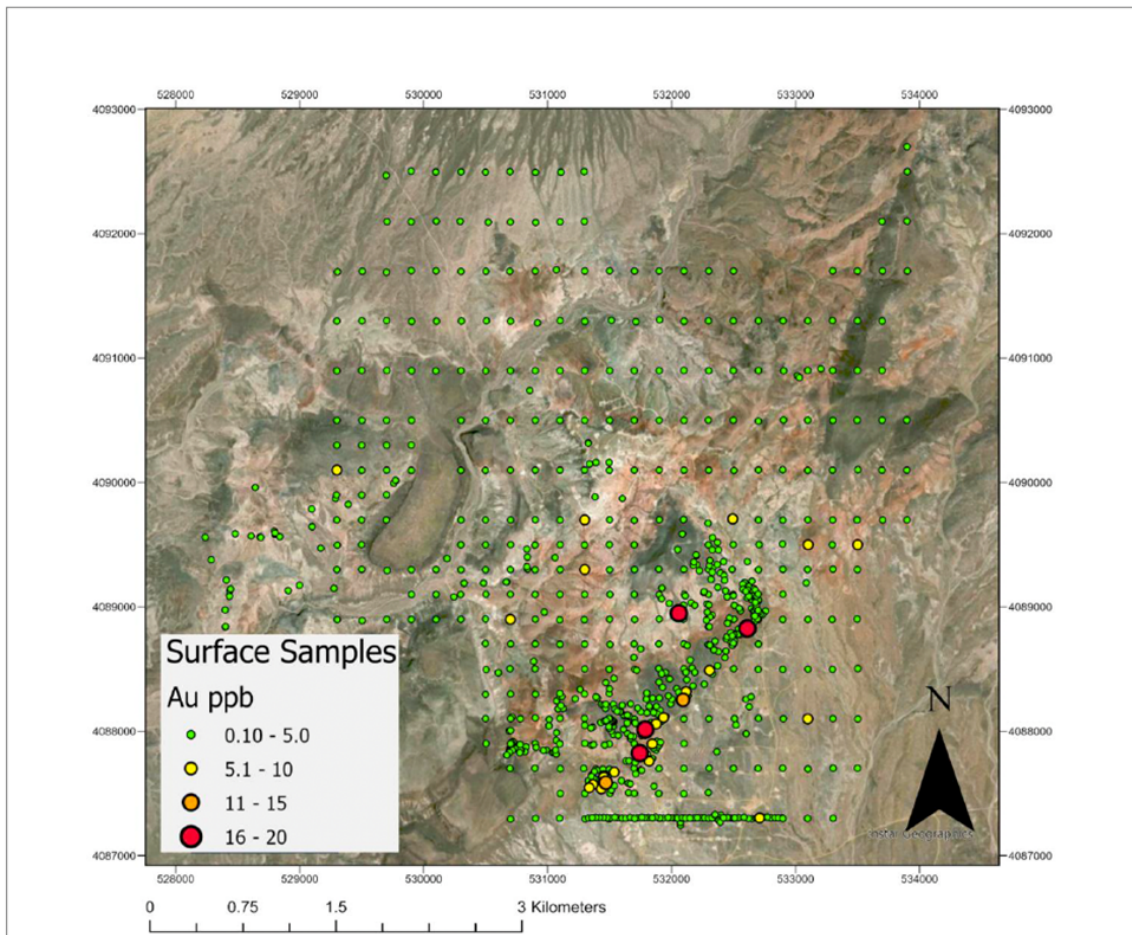 528000 529000 530000 531000 532000 533000 534000
4093000 4093000
4092000 4092000
4091000 4091000
4090000 4090000
4089000 4089000
Surface Samples
Au ppb
0.10 - 5.0
5.1 - 10
11 - 15
16 - 20
4088000 4088000
N
Geographics
4087000 4087000
528000 529000 530000 531000 532000 533000 534000
0 0.75 1.5 3 Kilometers